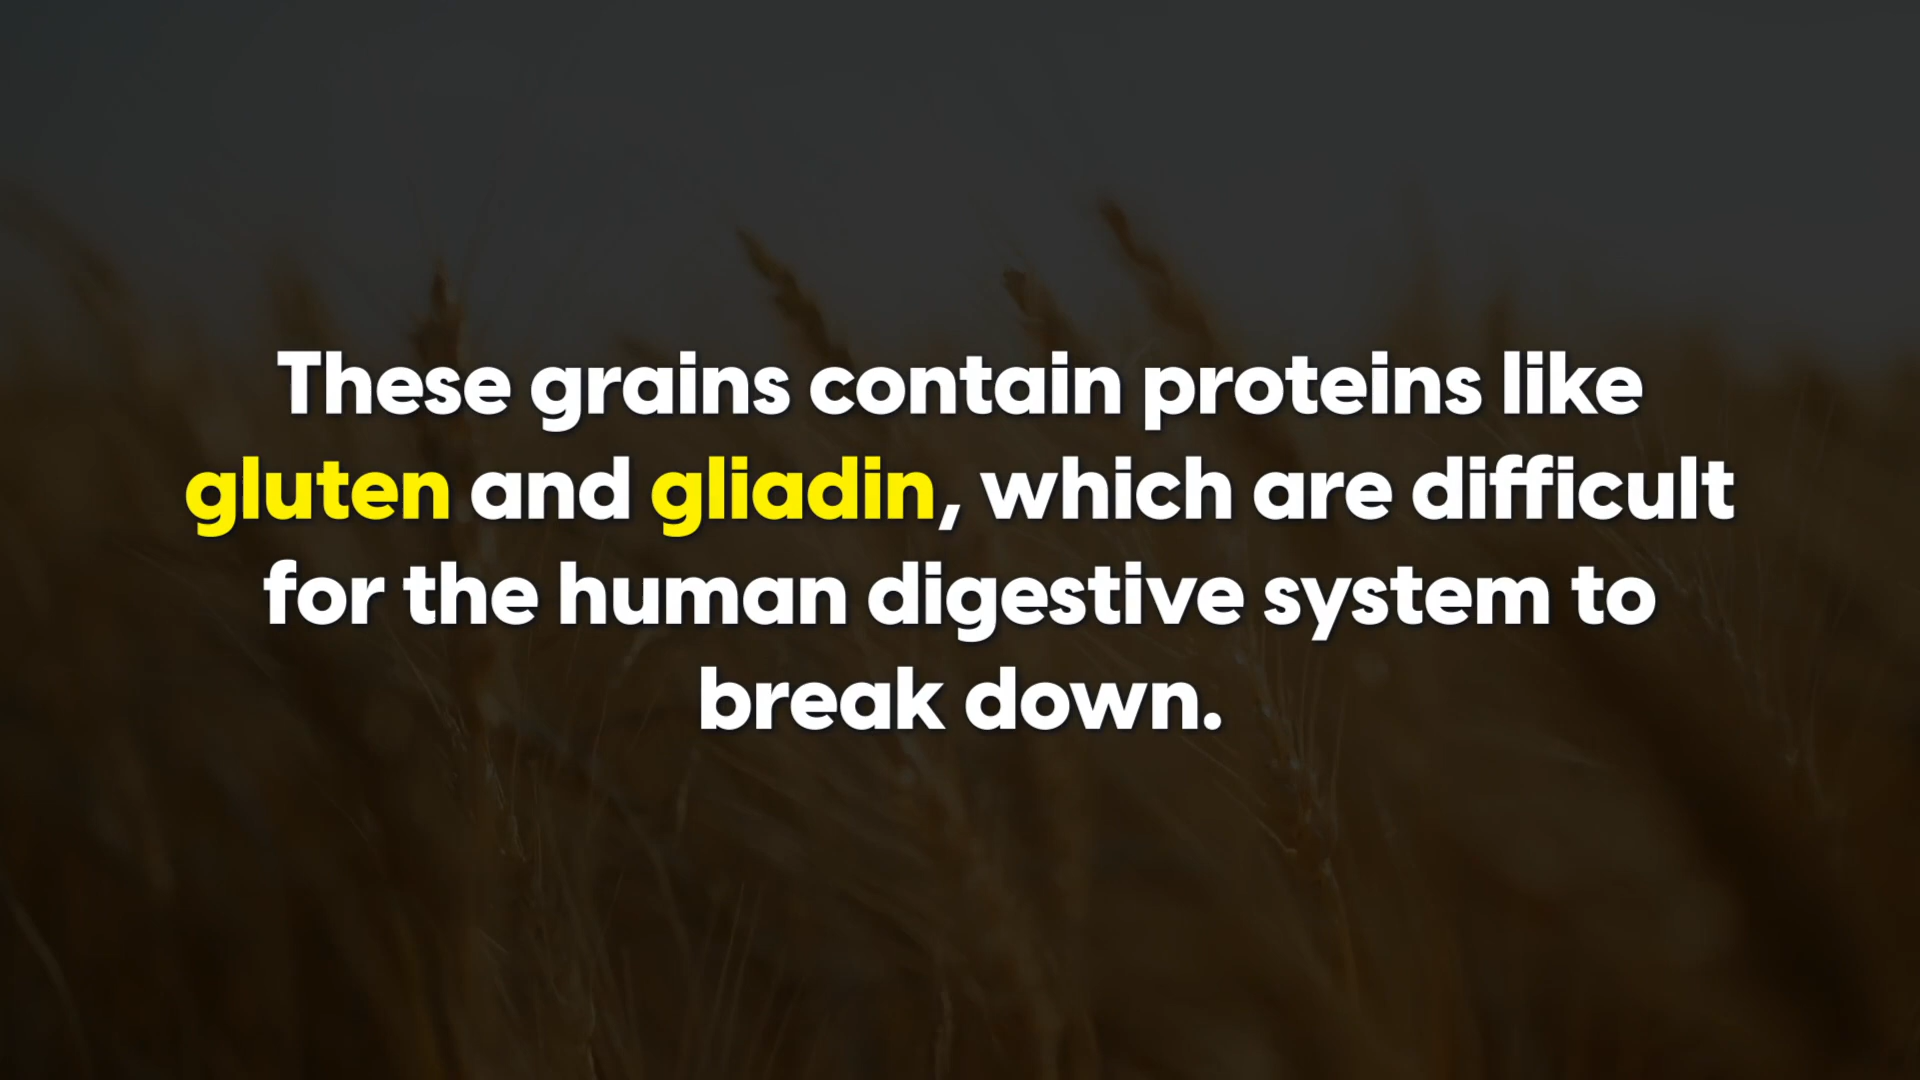 These grains contain proteins like
gluten and gliadin, which are difficult
for the human digestive system to
break down.